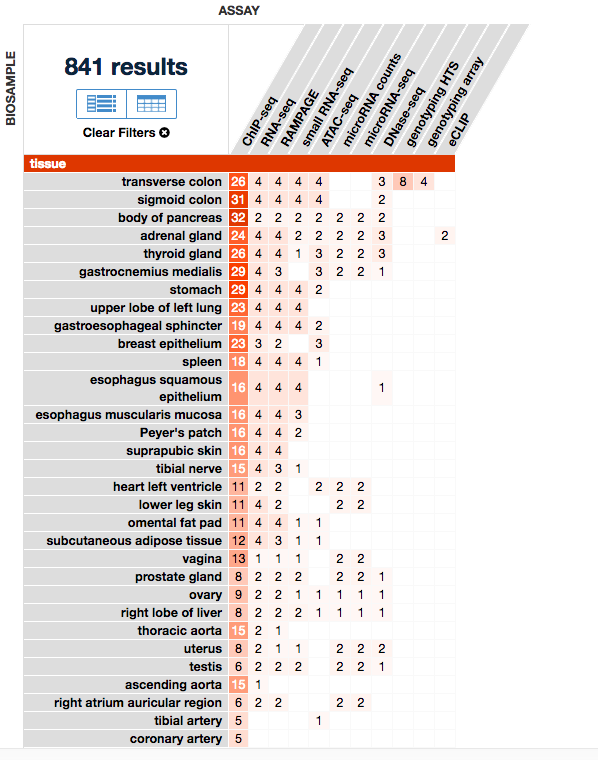 ASSAY
BIOSAMPLE
841 results
Clear Filters
ChIP-seq
RNA-seq
RAMPAGE
small RNA-seq
ATAC-seq
microRNA counts
microRNA-seq
DNase-seq
genotyping HTS
genotyping array
eCLIP
tissue
transverse colon 26 4 4 4 4 3 8 4
sigmoid colon 31 4 4 4 4 2
body of pancreas 32 2 2 2 2 2 2 2
adrenal gland 24 4 4 2 2 2 2 3 2
thyroid gland 26 4 4 1 3 2 2 3
gastrocnemius medialis 29 4 3 3 2 2 1
stomach 29 4 4 4 2
upper lobe of left lung 23 4 4 4
gastroesophageal sphincter 19 4 4 4 2
breast epithelium 23 3 2 3
spleen 18 4 4 4 1
esophagus squamous
epithelium 16 4 4 4 1
esophagus muscularis mucosa 16 4 4 3
Peyer's patch 16 4 4 2
suprapubic skin 16 4 4
tibial nerve 15 4 3 1
heart left ventricle 11 2 2 2 2 2
lower leg skin 11 4 2 2 2
omental fat pad 11 4 4 1 1
subcutaneous adipose tissue 12 4 3 1 1
vagina 13 1 1 1 2 2
prostate gland 8 2 2 2 2 2 1
ovary 9 2 2 1 1 1 1 1
right lobe of liver 8 2 2 2 1 1 1 1
thoracic aorta 15 2 1
uterus 8 2 1 1 2 2 2
testis 6 2 2 2 2 2 1
ascending aorta 15 1
right atrium auricular region 6 2 2 2 2
tibial artery 5 1
coronary artery 5